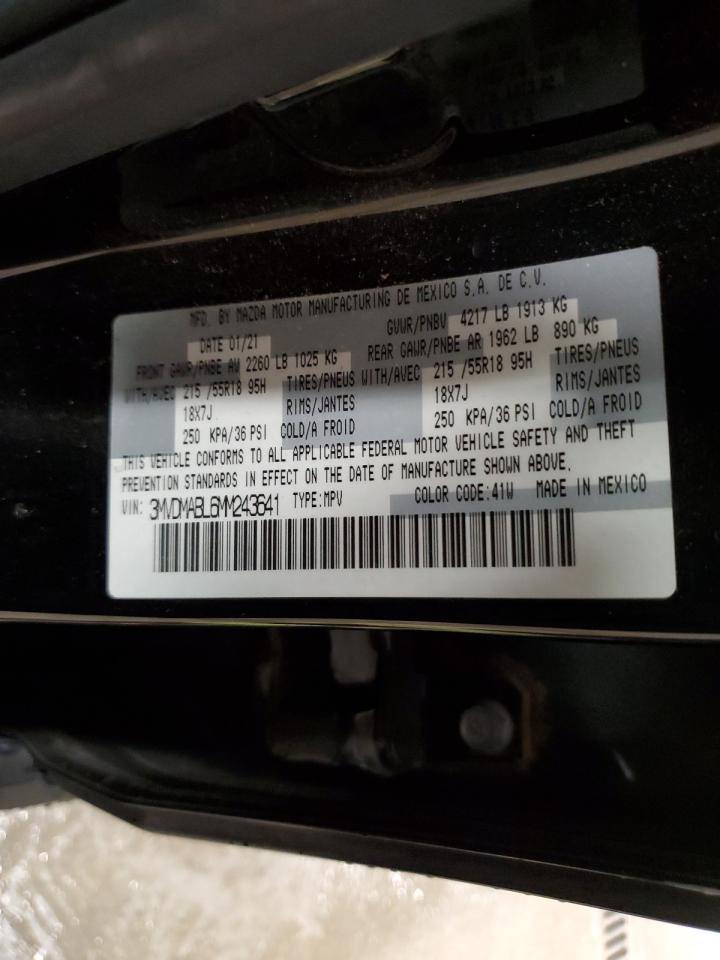 MFD. BY MAZDA MOTOR MANUFACTURING DE MEXICO S.A. DE C.V.
DATE 01/21 GVWR/PNBV 4217 LB 1913 KG
FRONT GAWR/PNBE AV 2260 LB 1025 KG REAR GAWR/PNBE AR 1962 LB 890 KG
WITH/AVEC 215 /55R18 95H TIRES/PNEUS WITH/AVEC 215 /55R18 95H TIRES/PNEUS
18X7J RIMS/JANTES 18X7J RIMS/JANTES
250 KPA/36 PSI COLD/A FROID 250 KPA/36 PSI COLD/A FROID
THIS VEHICLE CONFORMS TO ALL APPLICABLE FEDERAL MOTOR VEHICLE SAFETY AND THEFT
PREVENTION STANDARDS IN EFFECT ON THE DATE OF MANUFACTURE SHOWN ABOVE.
VIN: 3MVDMABL6MM243641 TYPE:MPV COLOR CODE:41W MADE IN MEXICO